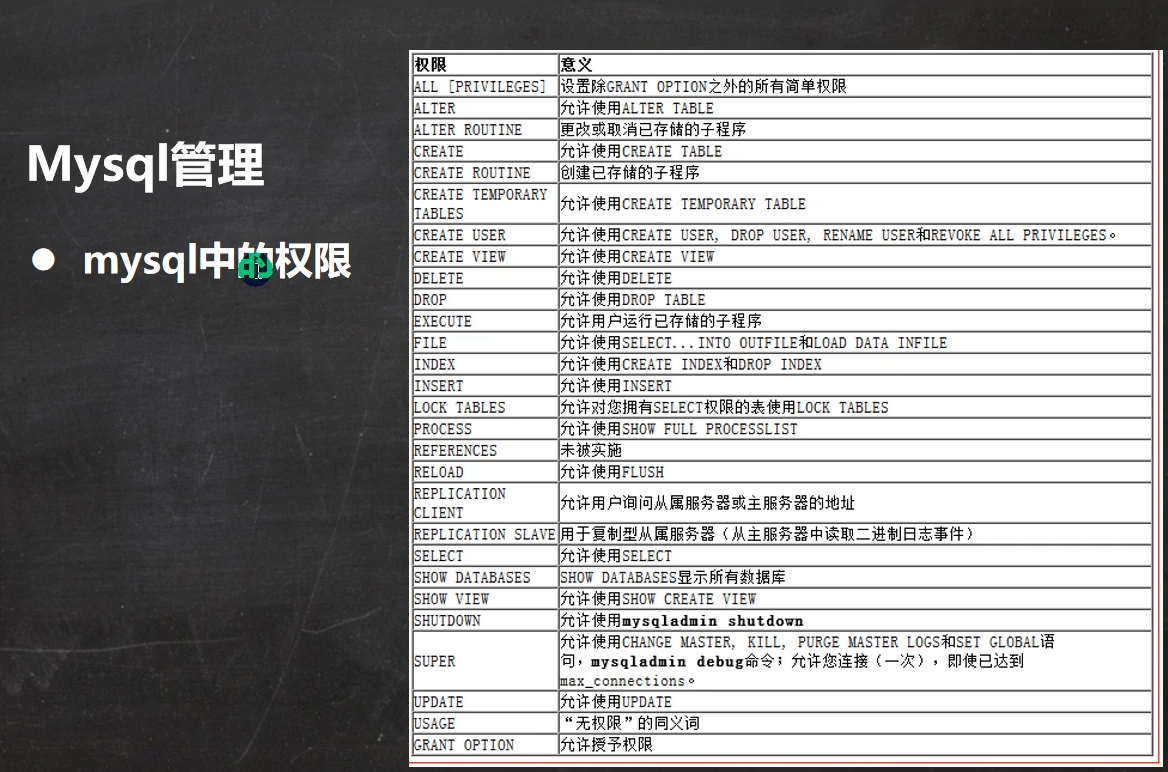 Mysql管理
● mysql中的权限
权限 意义
ALL [PRIVILEGES] 设置除GRANT OPTION之外的所有简单权限
ALTER 允许使用ALTER TABLE
ALTER ROUTINE 更改或取消已存储的子程序
CREATE 允许使用CREATE TABLE
CREATE ROUTINE 创建已存储的子程序
CREATE TEMPORARY
TABLES 允许使用CREATE TEMPORARY TABLE
CREATE USER 允许使用CREATE USER, DROP USER, RENAME USER和REVOKE ALL PRIVILEGES。
CREATE VIEW 允许使用CREATE VIEW
DELETE 允许使用DELETE
DROP 允许使用DROP TABLE
EXECUTE 允许用户运行已存储的子程序
FILE 允许使用SELECT...INTO OUTFILE和LOAD DATA INFILE
INDEX 允许使用CREATE INDEX和DROP INDEX
INSERT 允许使用INSERT
LOCK TABLES 允许对您拥有SELECT权限的表使用LOCK TABLES
PROCESS 允许使用SHOW FULL PROCESSLIST
REFERENCES 未被实施
RELOAD 允许使用FLUSH
REPLICATION
CLIENT 允许用户询问从属服务器或主服务器的地址
REPLICATION SLAVE 用于复制型从属服务器（从主服务器中读取二进制日志事件）
SELECT 允许使用SELECT
SHOW DATABASES SHOW DATABASES显示所有数据库
SHOW VIEW 允许使用SHOW CREATE VIEW
SHUTDOWN 允许使用mysqladmin shutdown
SUPER 允许使用CHANGE MASTER, KILL, PURGE MASTER LOGS和SET GLOBAL语
句，mysqladmin debug命令；允许您连接（一次），即使已达到
max_connections。
UPDATE 允许使用UPDATE
USAGE “无权限”的同义词
GRANT OPTION 允许授予权限